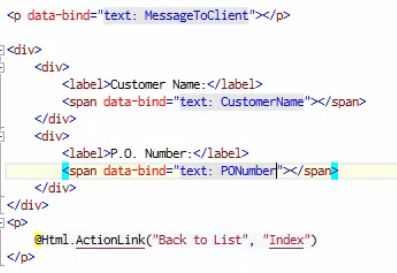 <p data-bind="text: MessageToClient"></p>
<div>
<div>
<label>Customer Name:</label>
<span data-bind="text: CustomerName"></span>
</div>
<div>
<label>P.O. Number:</label>
<span data-bind="text: PONumber"></span>
</div>
</div>
<p>
@Html.ActionLink("Back to List", "Index")
</p>